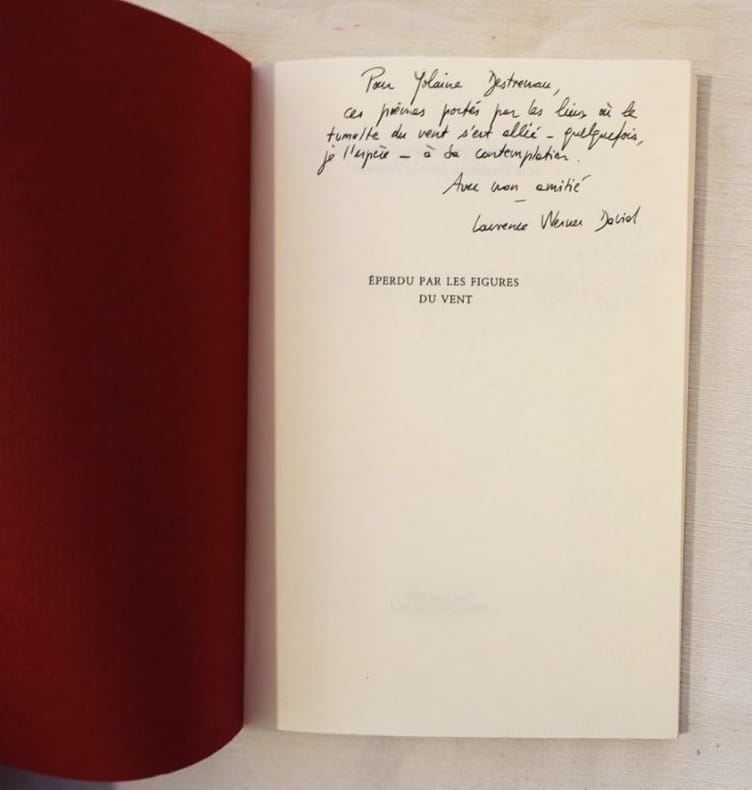 Pour Yolaine Destremau,
ces poèmes portés par les lieux où le
tumulte du vent s'est allié – quelquefois,
je l'espère – à sa contemplation.
Avec mon amitié
–
Laurence Werner David
ÉPERDU PAR LES FIGURES
DU VENT